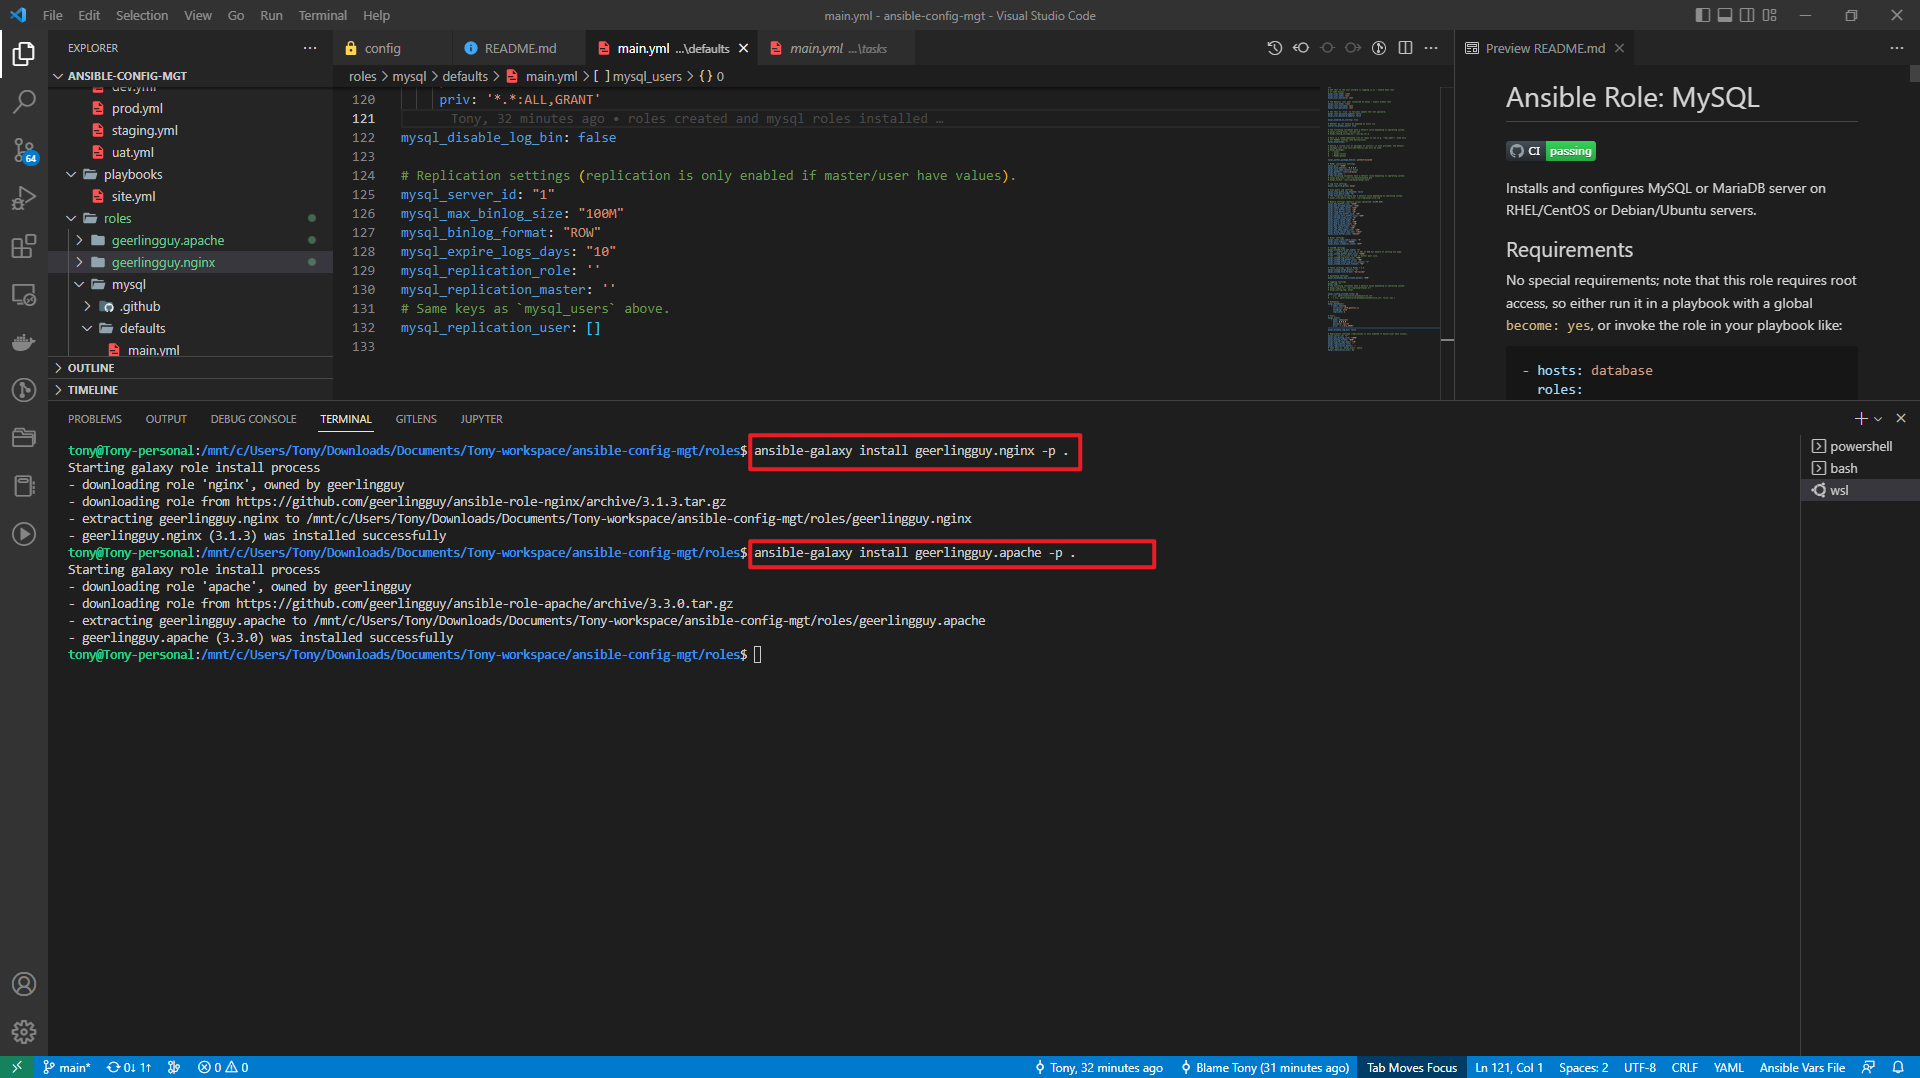 File Edit Selection View Go Run Terminal Help
main.yml - ansible-config-mgt - Visual Studio Code
EXPLORER
ANSIBLE-CONFIG-MGT
dev.yml
prod.yml
staging.yml
uat.yml
playbooks
site.yml
roles
geerlingguy.apache
geerlingguy.nginx
mysql
.github
defaults
main.yml
OUTLINE
TIMELINE
64
config
README.md
main.yml ...\defaults
main.yml ...\tasks
roles > mysql > defaults > main.yml > [ ] mysql_users > { } 0
120 priv: '*.*:ALL,GRANT'
121 Tony, 32 minutes ago • roles created and mysql roles installed …
122 mysql_disable_log_bin: false
123
124 # Replication settings (replication is only enabled if master/user have values).
125 mysql_server_id: "1"
126 mysql_max_binlog_size: "100M"
127 mysql_binlog_format: "ROW"
128 mysql_expire_logs_days: "10"
129 mysql_replication_role: ''
130 mysql_replication_master: ''
131 # Same keys as `mysql_users` above.
132 mysql_replication_user: []
133
Preview README.md
Ansible Role: MySQL
CI passing
Installs and configures MySQL or MariaDB server on
RHEL/CentOS or Debian/Ubuntu servers.
Requirements
No special requirements; note that this role requires root
access, so either run it in a playbook with a global
become: yes, or invoke the role in your playbook like:
- hosts: database
roles:
PROBLEMS OUTPUT DEBUG CONSOLE TERMINAL GITLENS JUPYTER
tony@Tony-personal:/mnt/c/Users/Tony/Downloads/Documents/Tony-workspace/ansible-config-mgt/roles$ ansible-galaxy install geerlingguy.nginx -p .
Starting galaxy role install process
- downloading role 'nginx', owned by geerlingguy
- downloading role from https://github.com/geerlingguy/ansible-role-nginx/archive/3.1.3.tar.gz
- extracting geerlingguy.nginx to /mnt/c/Users/Tony/Downloads/Documents/Tony-workspace/ansible-config-mgt/roles/geerlingguy.nginx
- geerlingguy.nginx (3.1.3) was installed successfully
tony@Tony-personal:/mnt/c/Users/Tony/Downloads/Documents/Tony-workspace/ansible-config-mgt/roles$ ansible-galaxy install geerlingguy.apache -p .
Starting galaxy role install process
- downloading role 'apache', owned by geerlingguy
- downloading role from https://github.com/geerlingguy/ansible-role-apache/archive/3.3.0.tar.gz
- extracting geerlingguy.apache to /mnt/c/Users/Tony/Downloads/Documents/Tony-workspace/ansible-config-mgt/roles/geerlingguy.apache
- geerlingguy.apache (3.3.0) was installed successfully
tony@Tony-personal:/mnt/c/Users/Tony/Downloads/Documents/Tony-workspace/ansible-config-mgt/roles$
powershell
bash
wsl
main* 0↓ 1↑ 0 0 Tony, 32 minutes ago Blame Tony (31 minutes ago) Tab Moves Focus Ln 121, Col 1 Spaces: 2 UTF-8 CRLF YAML Ansible Vars File